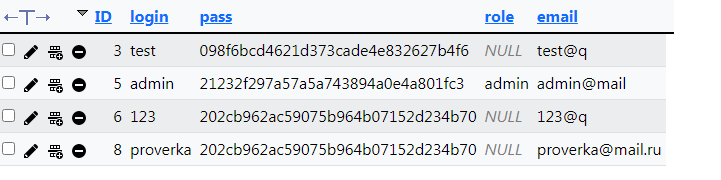 ←T→ ID login pass role email
3 test 098f6bcd4621d373cade4e832627b4f6 NULL test@q
5 admin 21232f297a57a5a743894a0e4a801fc3 admin admin@mail
6 123 202cb962ac59075b964b07152d234b70 NULL 123@q
8 proverka 202cb962ac59075b964b07152d234b70 NULL proverka@mail.ru